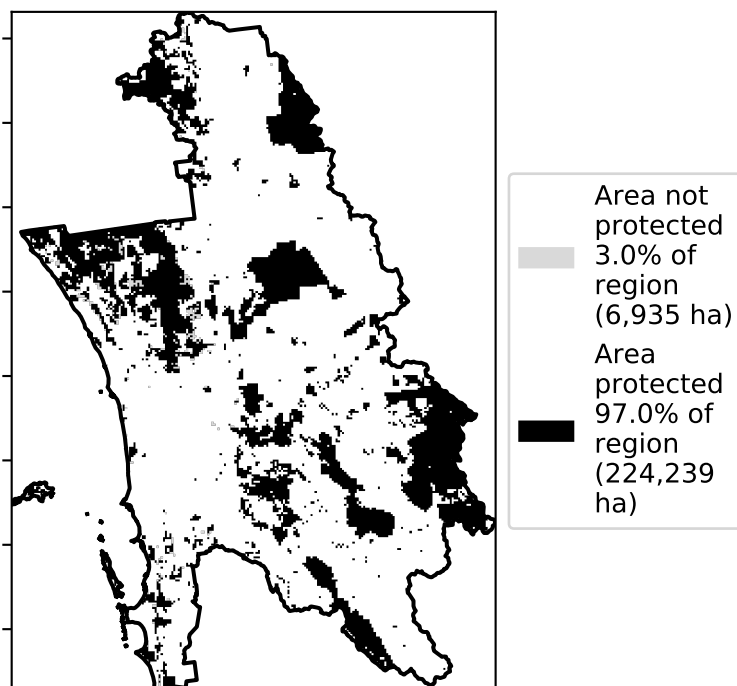 Area not
protected
3.0% of
region
(6,935 ha)
Area
protected
97.0% of
region
(224,239
ha)